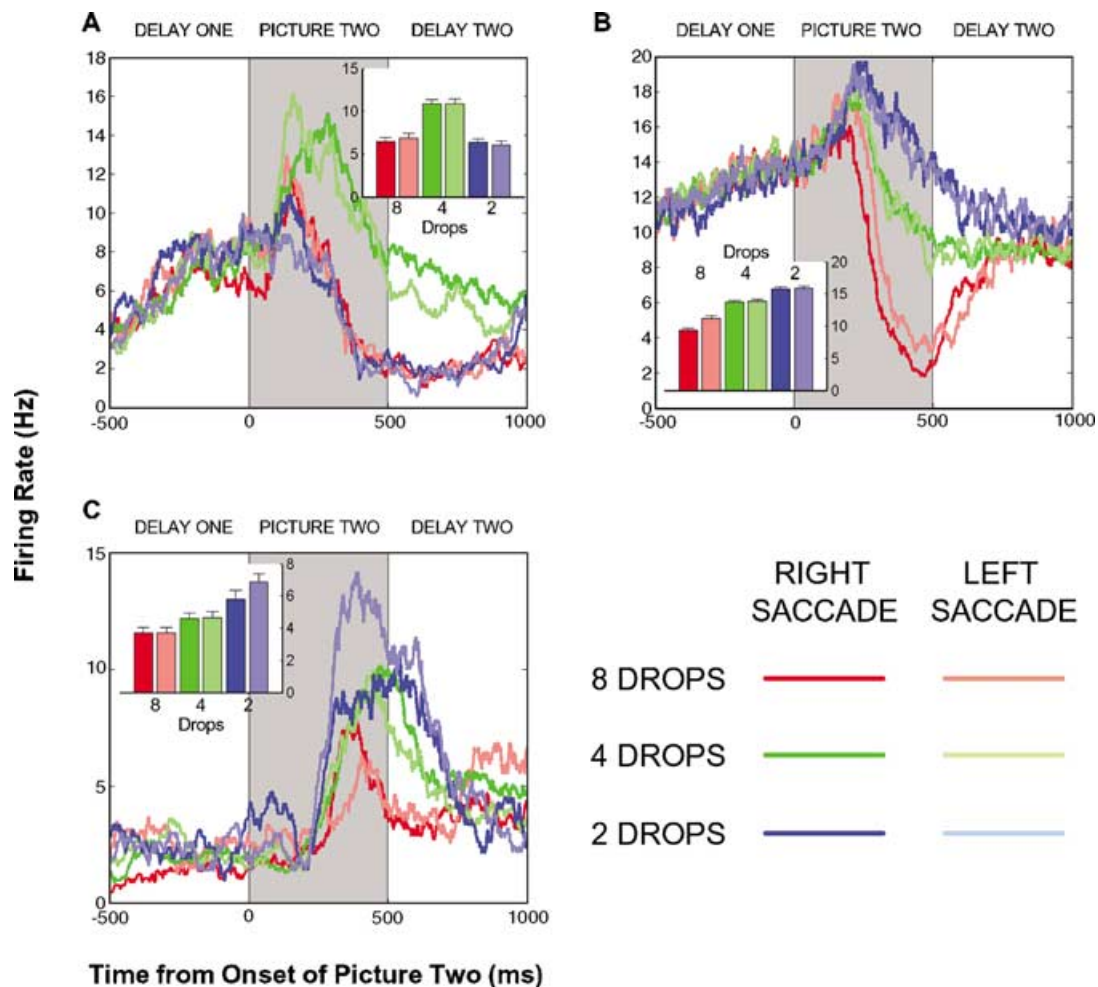 A
DELAY ONE PICTURE TWO DELAY TWO
18
16
14
12
10
8
6
4
2
0
-500 0 500 1000
15
10
5
0
8 4 2
Drops
B
DELAY ONE PICTURE TWO DELAY TWO
20
18
16
14
12
10
8
6
4
2
0
-500 0 500 1000
Drops
8 4 2
20
15
10
5
0
Firing Rate (Hz)
C
DELAY ONE PICTURE TWO DELAY TWO
15
10
5
0
-500 0 500 1000
8
6
4
2
0
8 4 2
Drops
Time from Onset of Picture Two (ms)
RIGHT SACCADE
LEFT SACCADE
8 DROPS
4 DROPS
2 DROPS